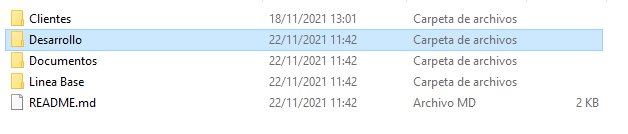 Clientes 18/11/2021 13:01 Carpeta de archivos
Desarrollo 22/11/2021 11:42 Carpeta de archivos
Documentos 22/11/2021 11:42 Carpeta de archivos
Linea Base 22/11/2021 11:42 Carpeta de archivos
README.md 22/11/2021 11:42 Archivo MD 2 KB